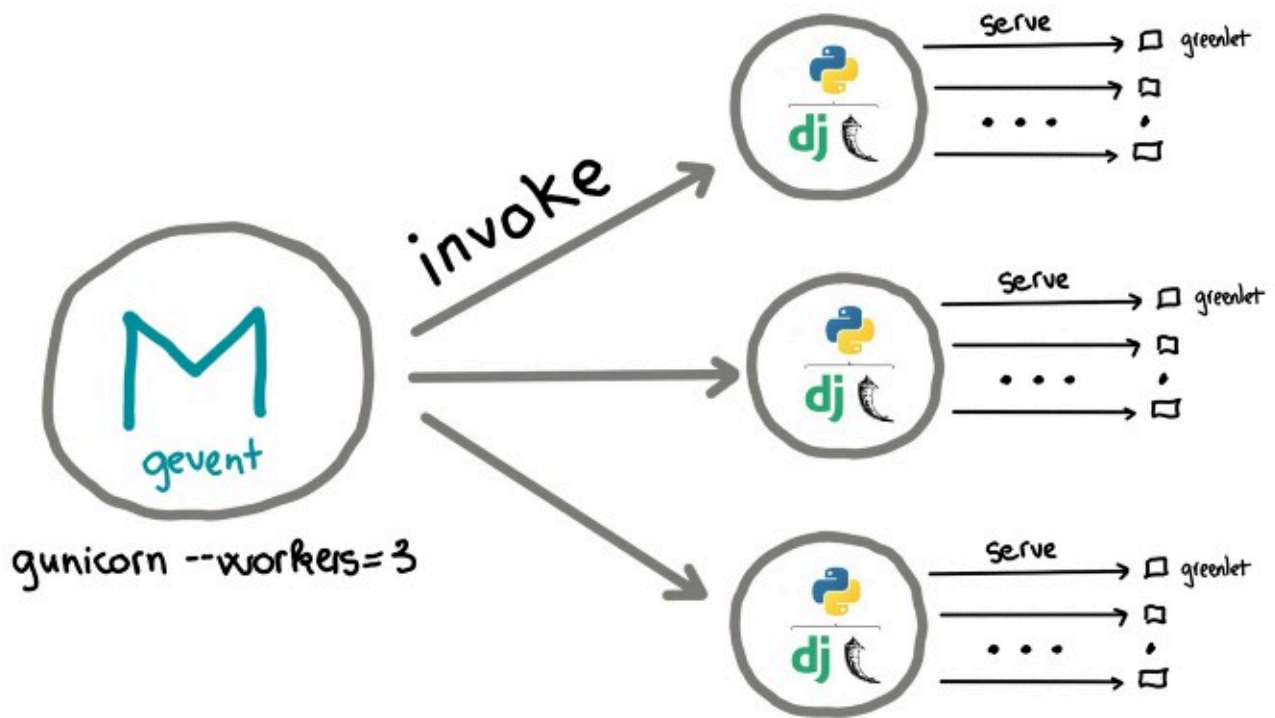 serve
greenlet
dj
invoke
M
gevent
gunicorn --workers=3
serve
greenlet
dj
serve
greenlet
dj